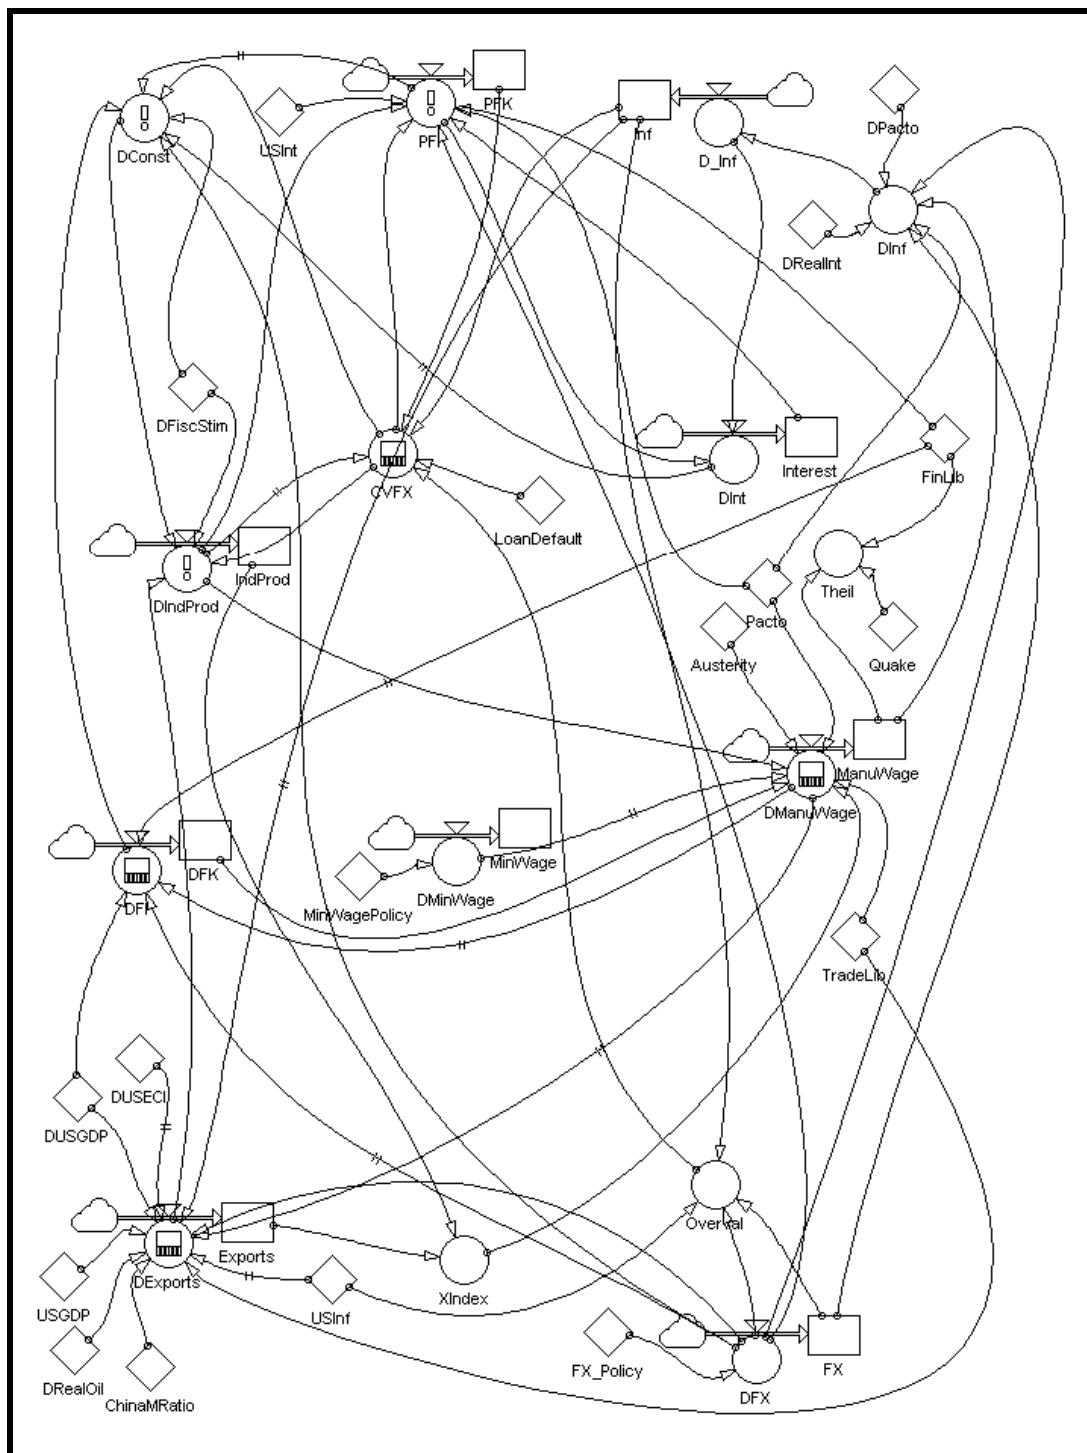 PFK
USInt
PFI
Inf
DPacto
DConst
D_Inf
DRealInt
DInf
DFiscStim
CVFX
DInt
Interest
FinLib
LoanDefault
IndProd
DIndProd
Theil
Pacto
Austerity
Quake
ManuWage
DManuWage
DFK
MinWage
DFI
MinWagePolicy
DMinWage
TradeLib
DUSECI
DUSGDP
Overval
Exports
DExports
XIndex
USInf
USGDP
FX_Policy
FX
DRealOil
ChinaMRatio
DFX